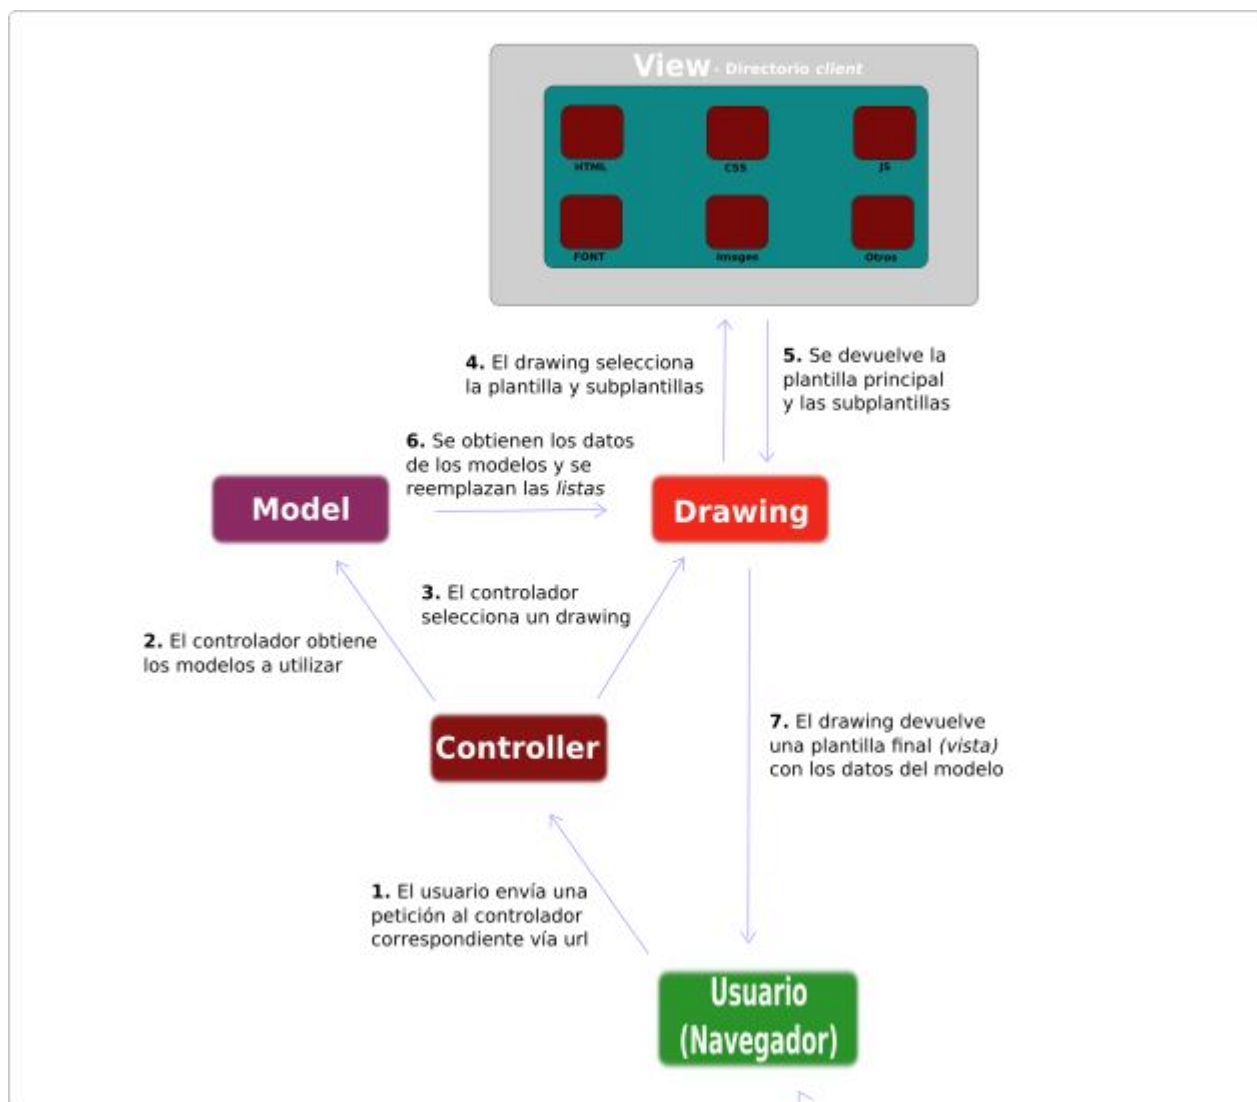 View - Directorio client
HTML
CSS
JS
FONT
Images
Otros
4. El drawing selecciona
la plantilla y subplantillas
5. Se devuelve la
plantilla principal
y las subplantillas
6. Se obtienen los datos
de los modelos y se
reemplazan las listas
Model
Drawing
3. El controlador
selecciona un drawing
2. El controlador obtiene
los modelos a utilizar
Controller
7. El drawing devuelve
una plantilla final (vista)
con los datos del modelo
1. El usuario envía una
petición al controlador
correspondiente vía url
Usuario
(Navegador)